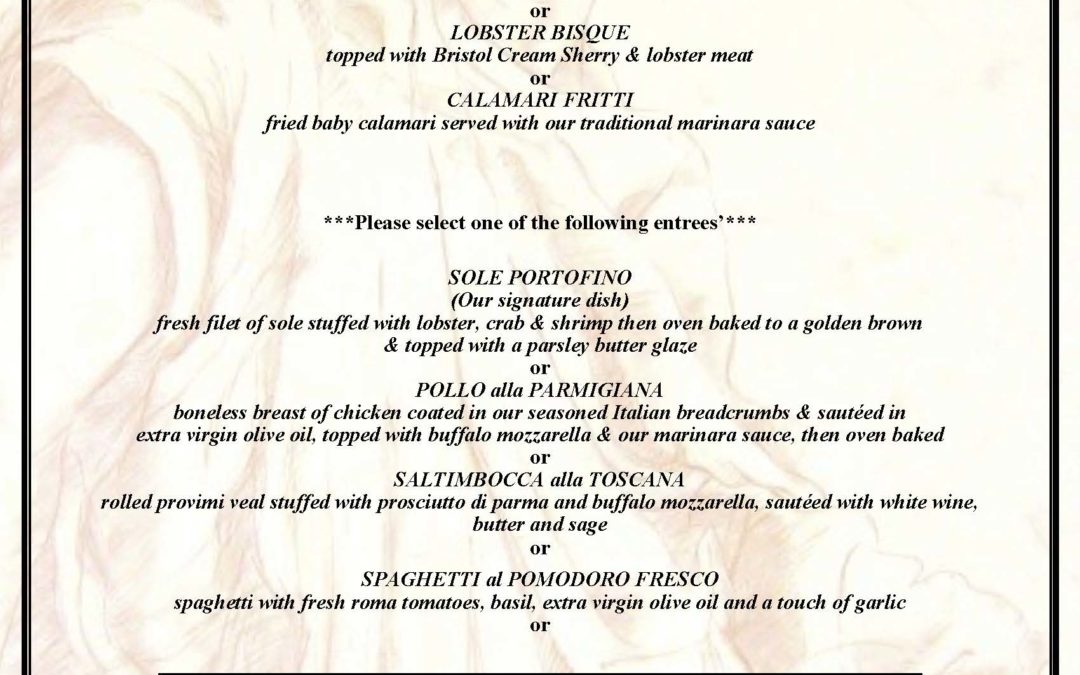 or
LOBSTER BISQUE
topped with Bristol Cream Sherry & lobster meat
or
CALAMARI FRITTI
fried baby calamari served with our traditional marinara sauce
***Please select one of the following entrees’***
SOLE PORTOFINO
(Our signature dish)
fresh filet of sole stuffed with lobster, crab & shrimp then oven baked to a golden brown
& topped with a parsley butter glaze
or
POLLO alla PARMIGIANA
boneless breast of chicken coated in our seasoned Italian breadcrumbs & sautéed in
extra virgin olive oil, topped with buffalo mozzarella & our marinara sauce, then oven baked
or
SALTIMBOCCA alla TOSCANA
rolled provimi veal stuffed with prosciutto di parma and buffalo mozzarella, sautéed with white wine,
butter and sage
or
SPAGHETTI al POMODORO FRESCO
spaghetti with fresh roma tomatoes, basil, extra virgin olive oil and a touch of garlic
or